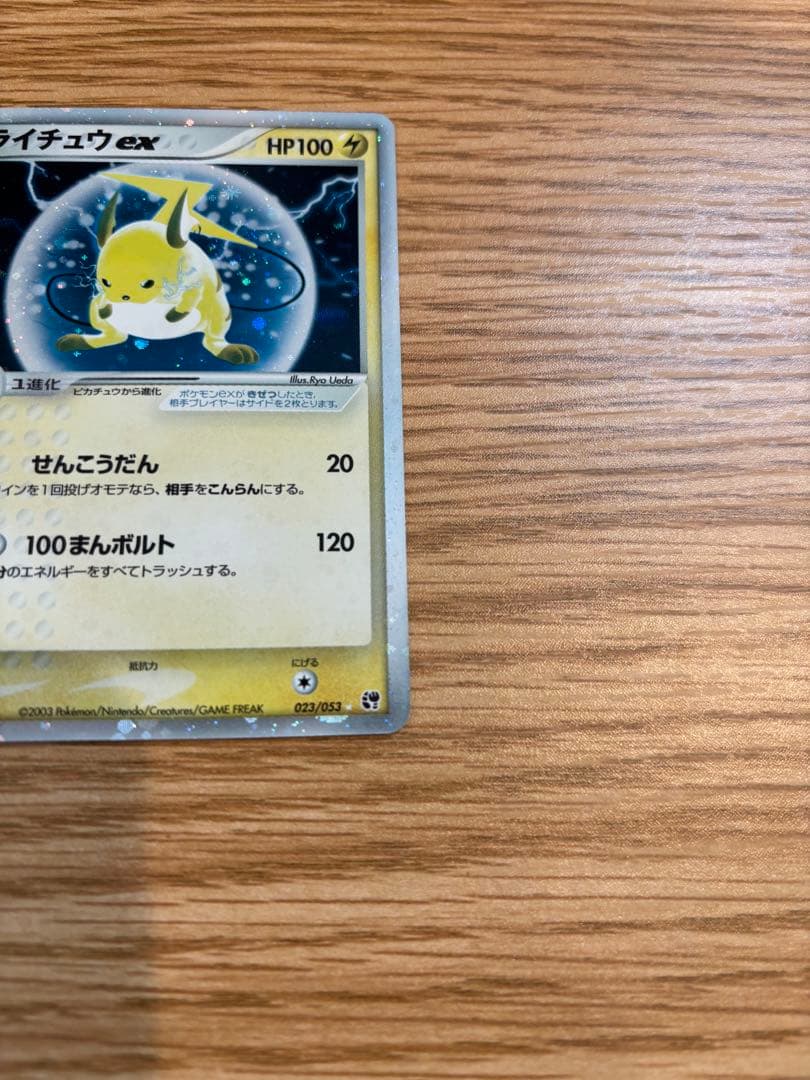 ライチュウex HP100
1進化
ピカチュウから進化
Illus.Ryo Ueda
ポケモンexが きぜつしたとき、
相手プレイヤーはサイドを2枚とります。
せんこうだん 20
インを1回投げオモテなら、相手をこんらんにする。
100まんボルト 120
分のエネルギーをすべてトラッシュする。
抵抗力 にげる
©2003 Pokémon/Nintendo/Creatures/GAME FREAK 023/053